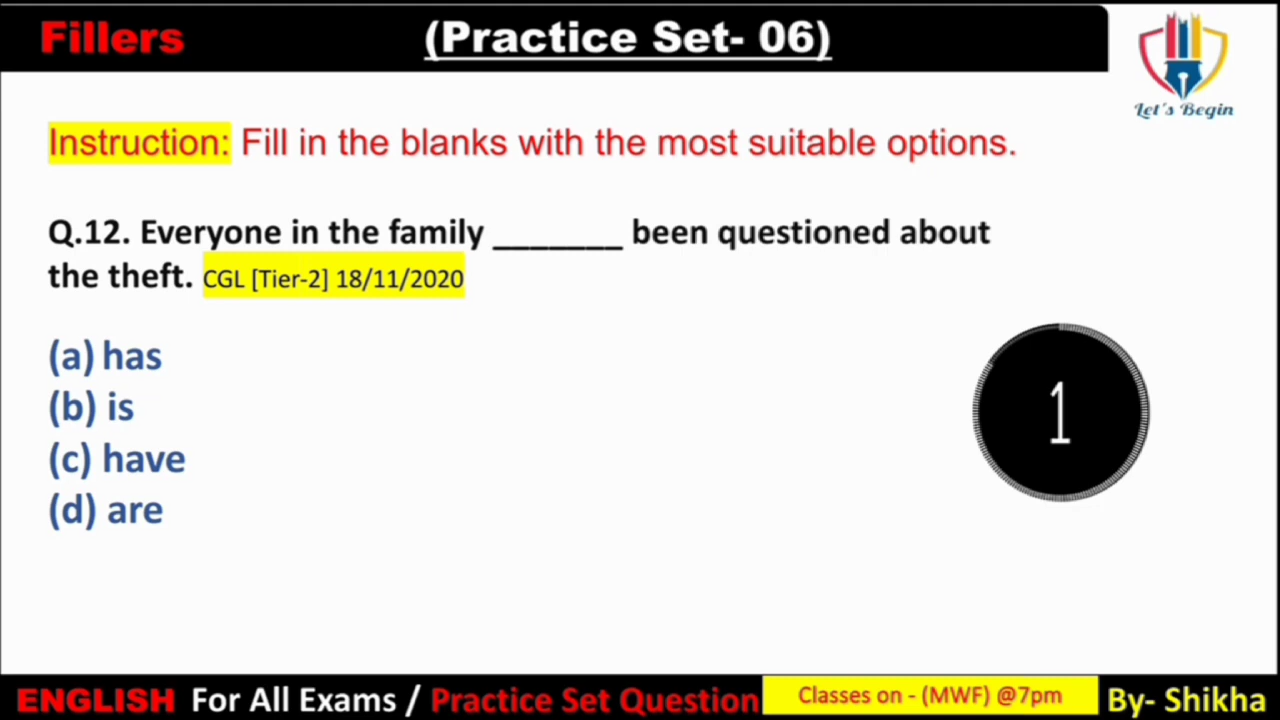 Fillers
(Practice Set- 06)
Let's Begin
Instruction: Fill in the blanks with the most suitable options.
Q.12. Everyone in the family _______ been questioned about
the theft. CGL [Tier-2] 18/11/2020
(a) has
(b) is
(c) have
(d) are
1
ENGLISH For All Exams / Practice Set Question
Classes on - (MWF) @7pm
By- Shikha